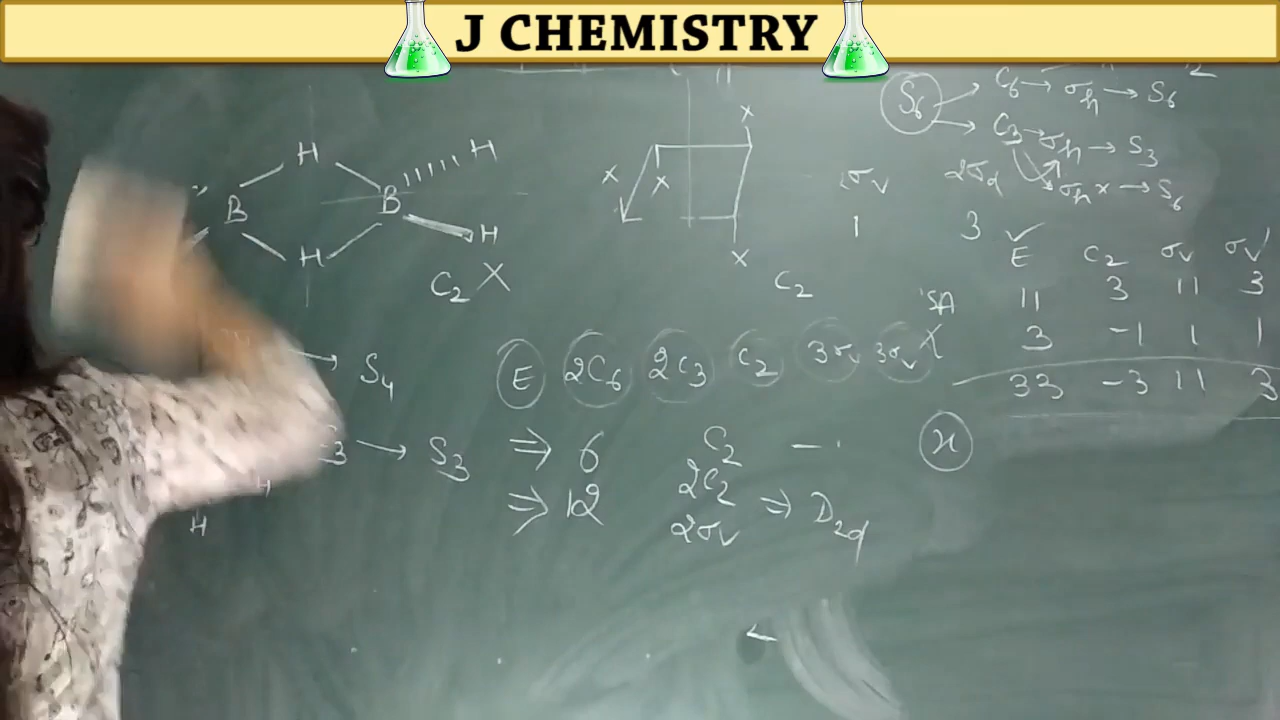 J CHEMISTRY
S6
C6 → σh → S6
C3 → σh → S3
σh x → S6
H
H
B
B
H
H
C2 X
x
x
x
x
C2
2σd
1 3 ✓
E C2 σv σv'
11 3 11 3
3 -1 1 1
33 -3 11 3
→ S4
E 2C6 2C3 C2 3σv 3σv
→ S3
⇒ 6
⇒ 12
C2
2C2
2σv
⇒ D2d
x
H
H